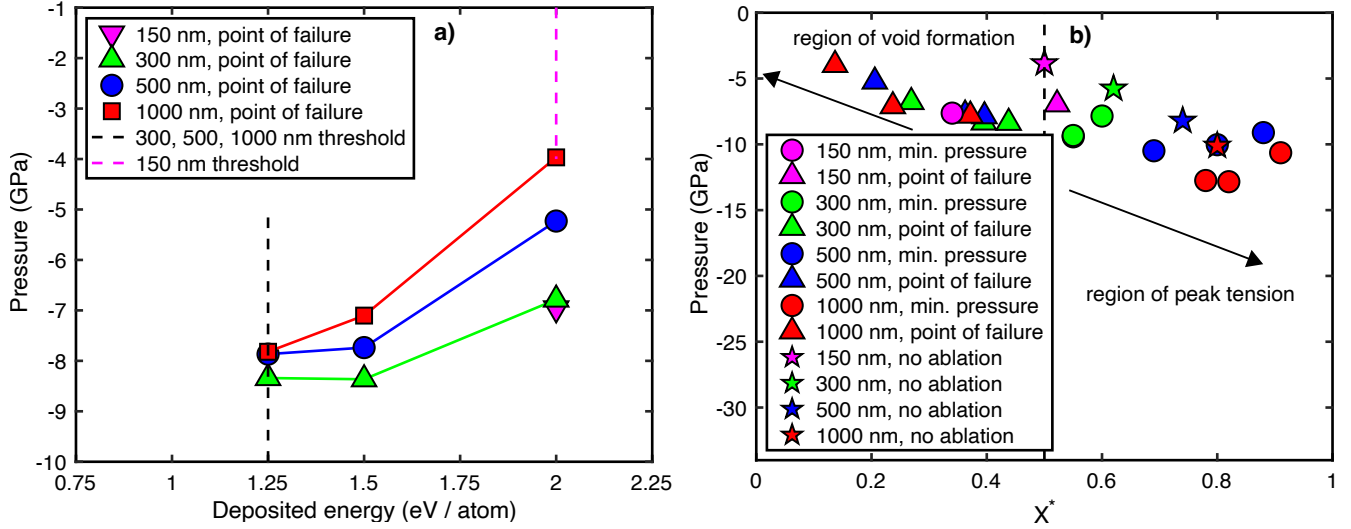 -1
-2
-3
-4
-5
-6
-7
-8
-9
-10
Pressure (GPa)
150 nm, point of failure
300 nm, point of failure
500 nm, point of failure
1000 nm, point of failure
300, 500, 1000 nm threshold
150 nm threshold
a)
0.75 1 1.25 1.5 1.75 2 2.25
Deposited energy (eV / atom)
0
-5
-10
-15
-20
-25
-30
Pressure (GPa)
region of void formation
b)
150 nm, min. pressure
150 nm, point of failure
300 nm, min. pressure
300 nm, point of failure
500 nm, min. pressure
500 nm, point of failure
1000 nm, min. pressure
1000 nm, point of failure
150 nm, no ablation
300 nm, no ablation
500 nm, no ablation
1000 nm, no ablation
region of peak tension
0 0.2 0.4 0.6 0.8 1
X*